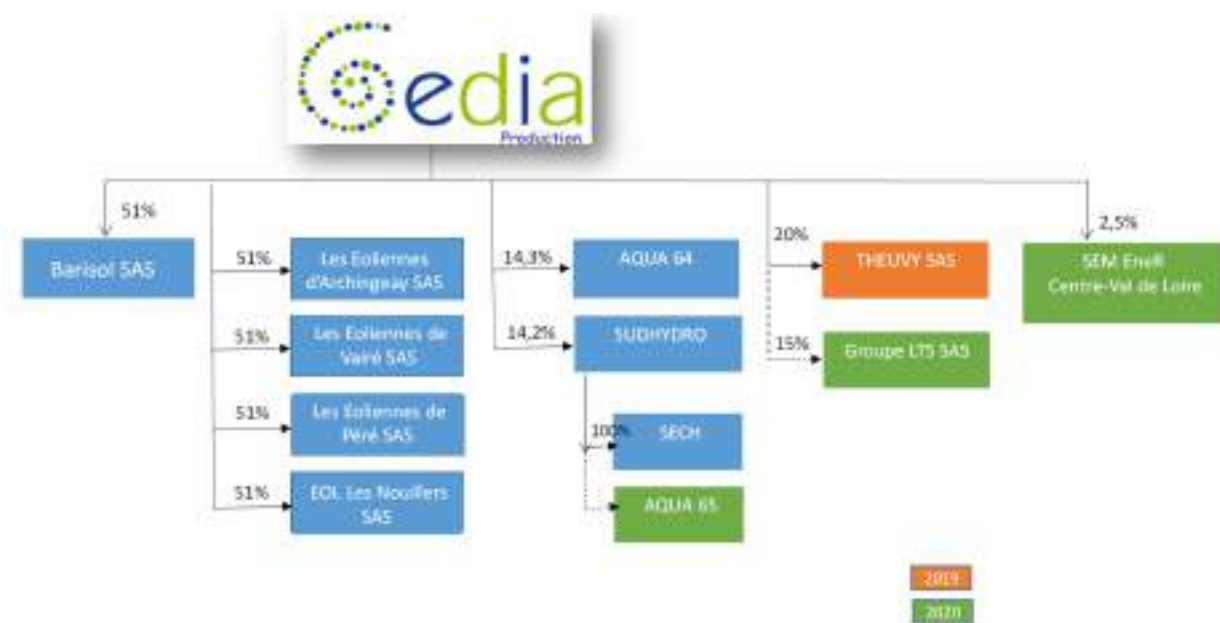 Gedia
Production
51%
Barisol SAS
51%
Les Eoliennes
d'Archingeay SAS
51%
Les Eoliennes de
Vairé SAS
51%
Les Eoliennes de
Péré SAS
51%
EOL Les Nouillers
SAS
14,3%
AQUA 64
14,2%
SUDHYDRO
100%
SECH
AQUA 65
20%
THEUVY SAS
15%
Groupe LTS SAS
2,5%
SEM EneR
Centre-Val de Loire
2019
2020